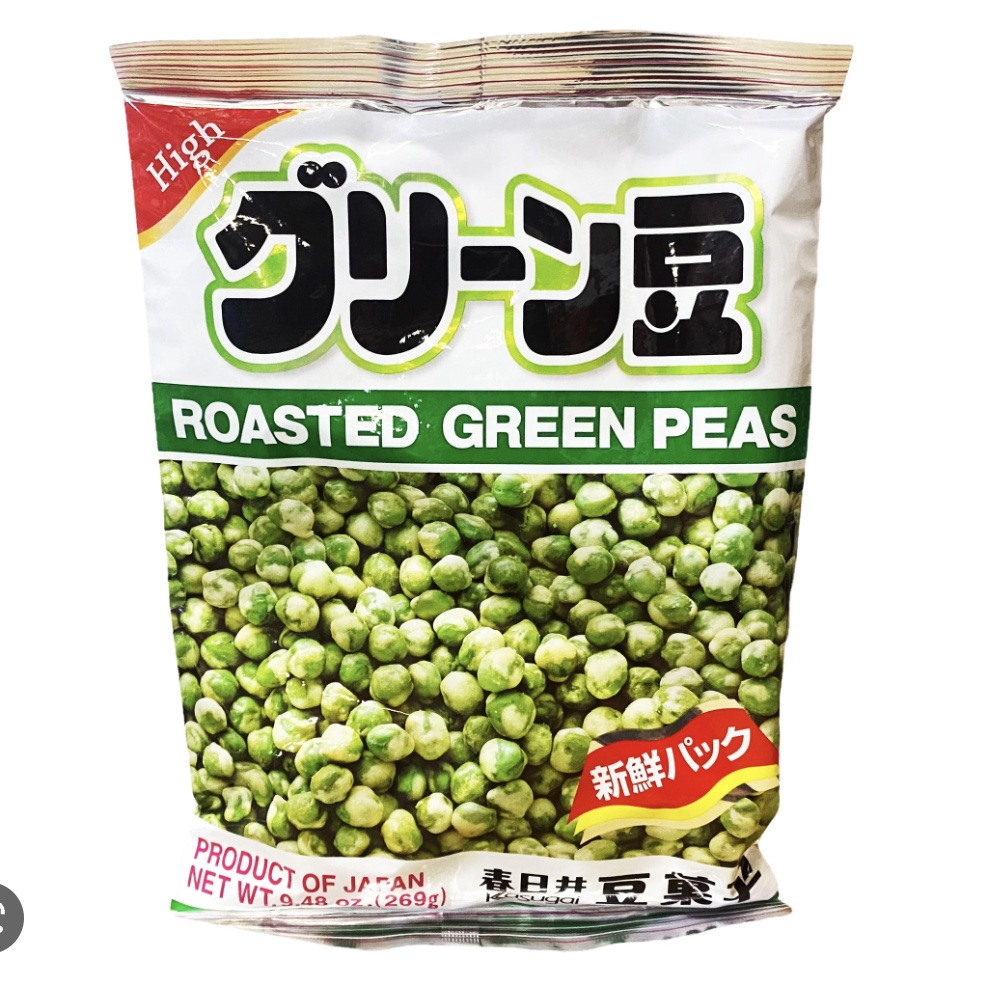 High
グリーン豆
ROASTED GREEN PEAS
新鮮パック
PRODUCT OF JAPAN
NET WT. 9.48 oz. (269g)
春日井 豆菓子
Kasugai